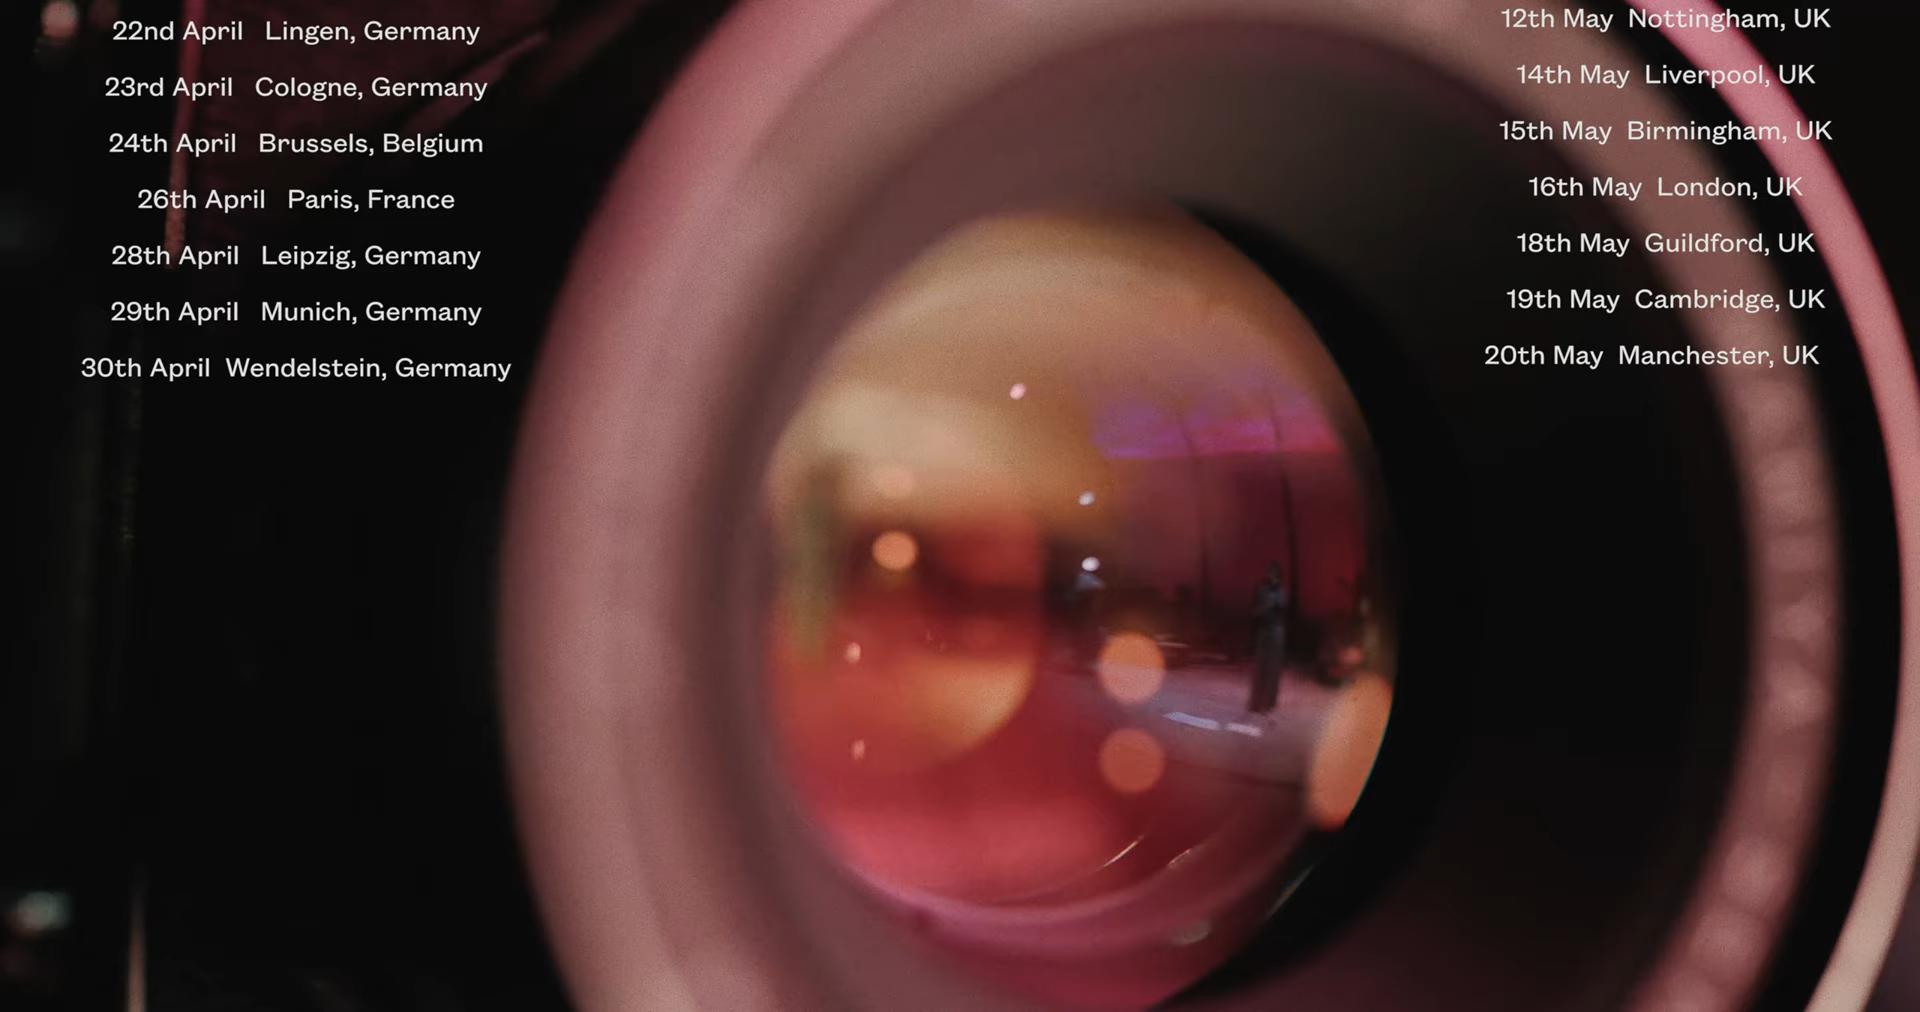 22nd April Lingen, Germany
23rd April Cologne, Germany
24th April Brussels, Belgium
26th April Paris, France
28th April Leipzig, Germany
29th April Munich, Germany
30th April Wendelstein, Germany
12th May Nottingham, UK
14th May Liverpool, UK
15th May Birmingham, UK
16th May London, UK
18th May Guildford, UK
19th May Cambridge, UK
20th May Manchester, UK